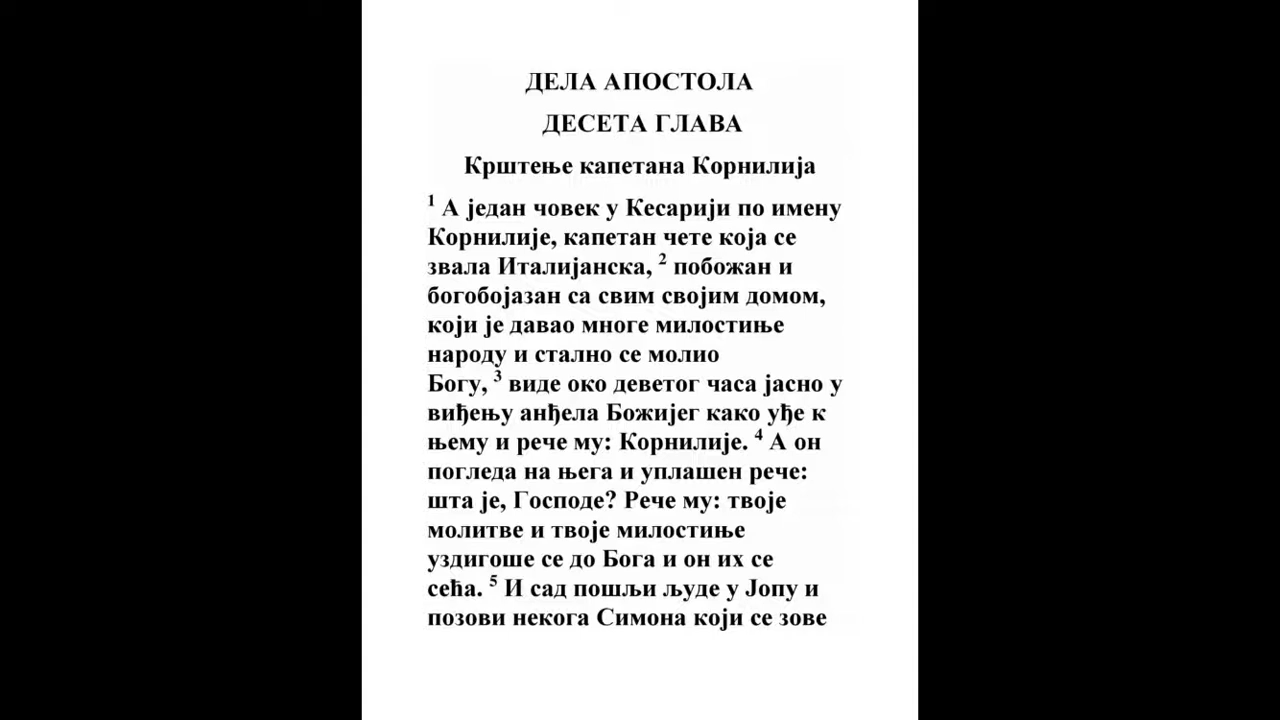 ДЕЛА АПОСТОЛА
ДЕСЕТА ГЛАВА
Крштење капетана Корнилија
1 А један човек у Кесарији по имену
Корнилије, капетан чете која се
звала Италијанска, 2 побожан и
богобојазан са свим својим домом,
који је давао многе милостиње
народу и стално се молио
Богу, 3 виде око деветог часа јасно у
виђењу анђела Божијег како уђе к
њему и рече му: Корнилије. 4 А он
погледа на њега и уплашен рече:
шта је, Господе? Рече му: твоје
молитве и твоје милостиње
уздигоше се до Бога и он их се
сећа. 5 И сад пошљи људе у Јопу и
позови некога Симона који се зове